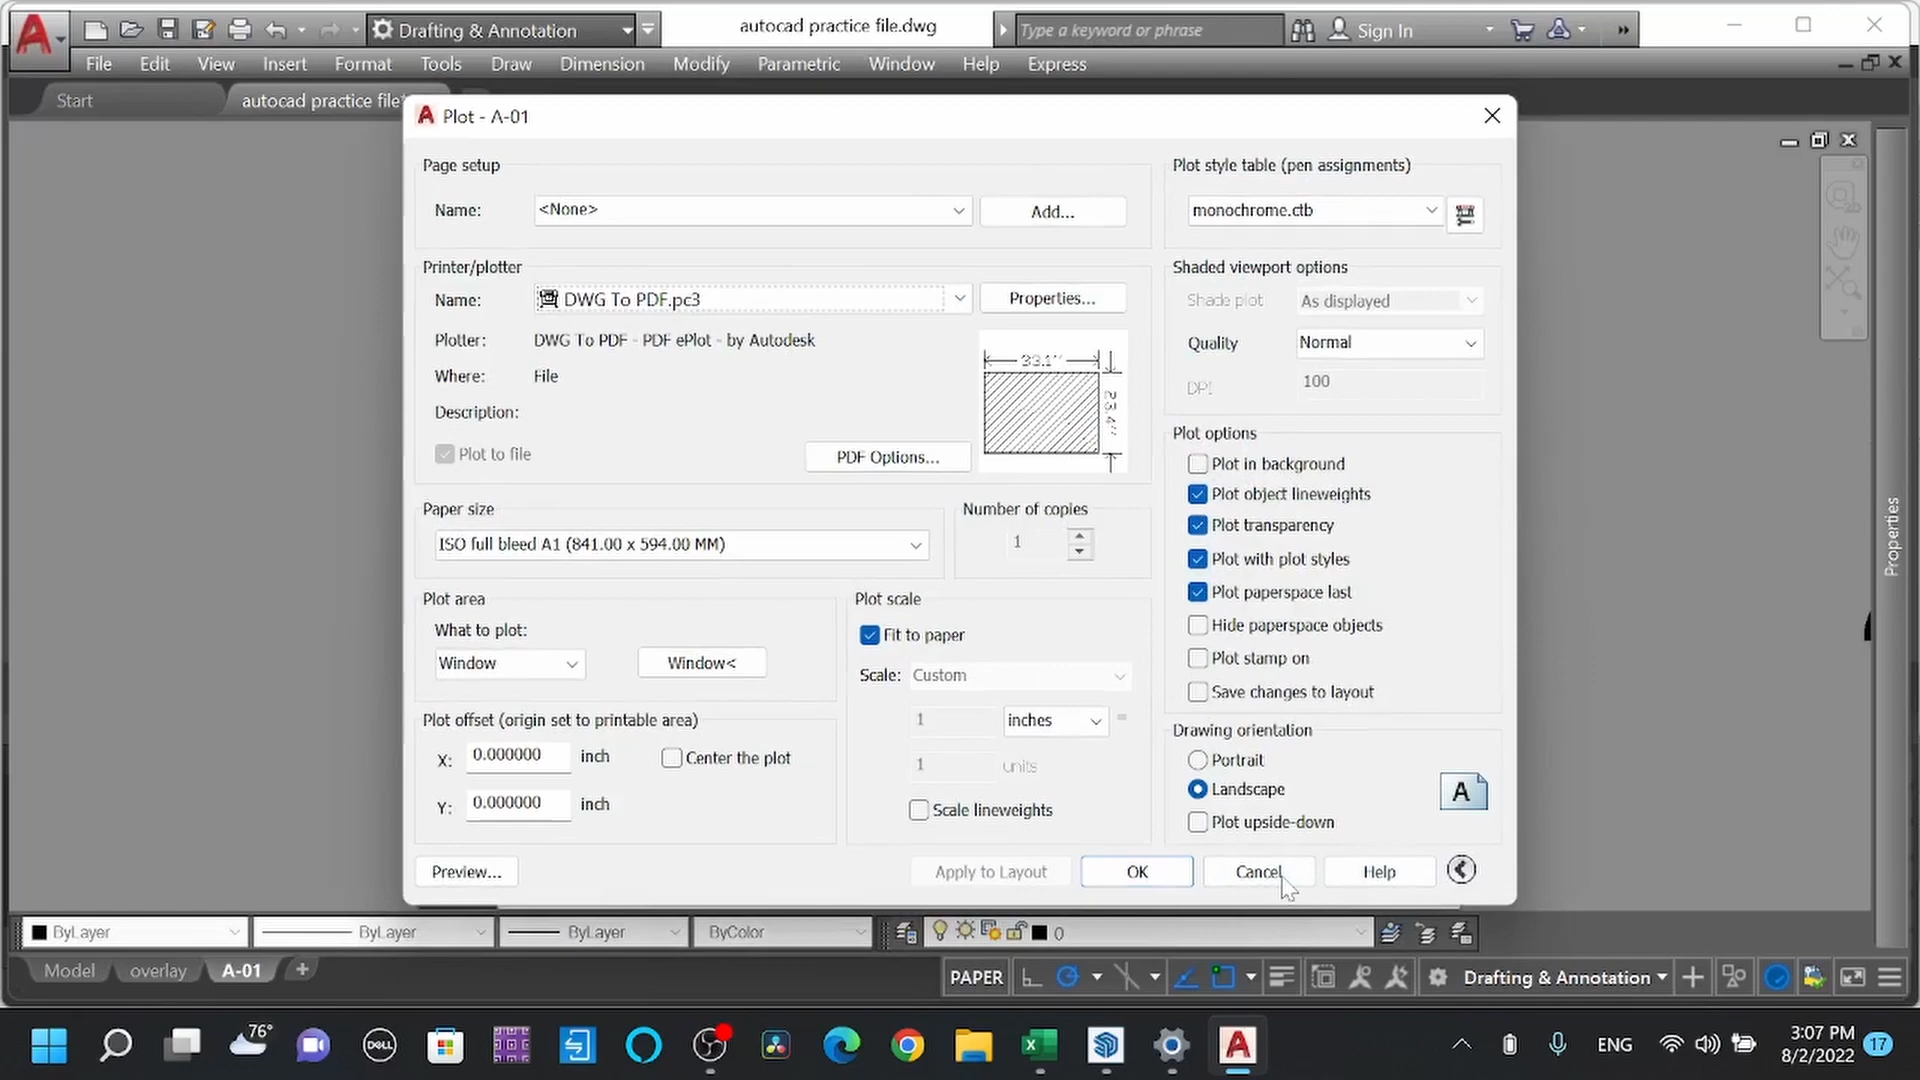 Drafting & Annotation
autocad practice file.dwg
Type a keyword or phrase
Sign In
File Edit View Insert Format Tools Draw Dimension Modify Parametric Window Help Express
Start
autocad practice file*
Plot - A-01
Page setup
Name: <None> Add...
Plot style table (pen assignments)
monochrome.ctb
Printer/plotter
Name: DWG To PDF.pc3 Properties...
Plotter: DWG To PDF - PDF ePlot - by Autodesk
Where: File
Description:
Plot to file
PDF Options...
33.1''
23.4''
Shaded viewport options
Shade plot As displayed
Quality Normal
DPI 100
Paper size
ISO full bleed A1 (841.00 x 594.00 MM)
Number of copies
1
Plot options
Plot in background
Plot object lineweights
Plot transparency
Plot with plot styles
Plot paperspace last
Hide paperspace objects
Plot stamp on
Save changes to layout
Plot area
What to plot:
Window Window<
Plot scale
Fit to paper
Scale: Custom
1 inches =
1 units
Scale lineweights
Plot offset (origin set to printable area)
X: 0.000000 inch Center the plot
Y: 0.000000 inch
Drawing orientation
Portrait
Landscape
Plot upside-down
A
Preview... Apply to Layout OK Cancel Help
Properties
ByLayer ByLayer ByLayer ByColor 0
Model overlay A-01 +
PAPER Drafting & Annotation
76°
DELL
ENG
3:07 PM
8/2/2022
17